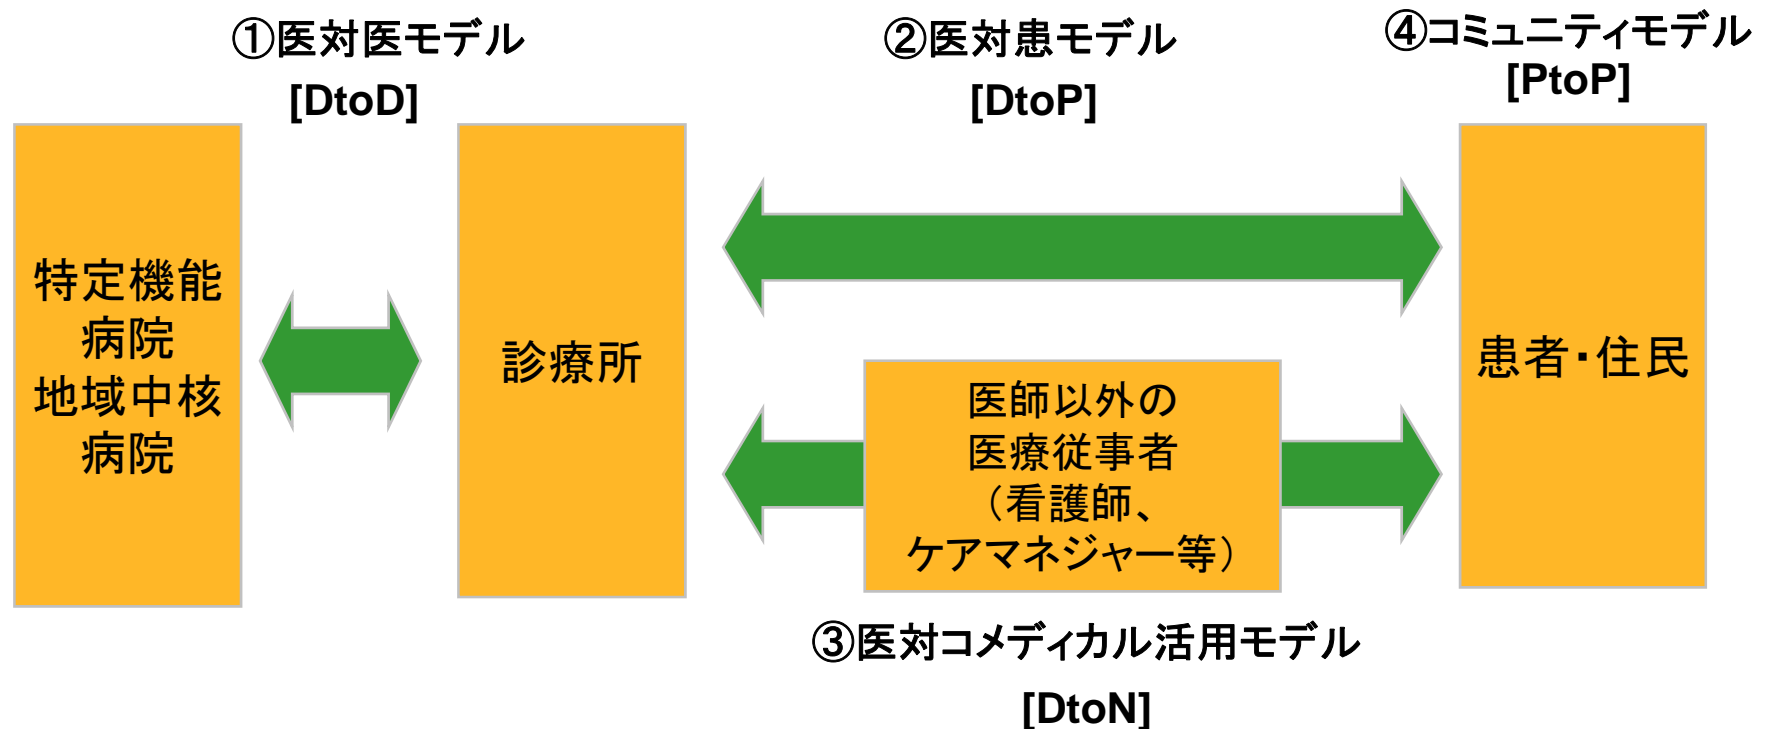 ①医対医モデル
[DtoD]
②医対患モデル
[DtoP]
④コミュニティモデル
[PtoP]
特定機能
病院
地域中核
病院
診療所
医師以外の
医療従事者
（看護師、
ケアマネジャー等）
患者・住民
③医対コメディカル活用モデル
[DtoN]